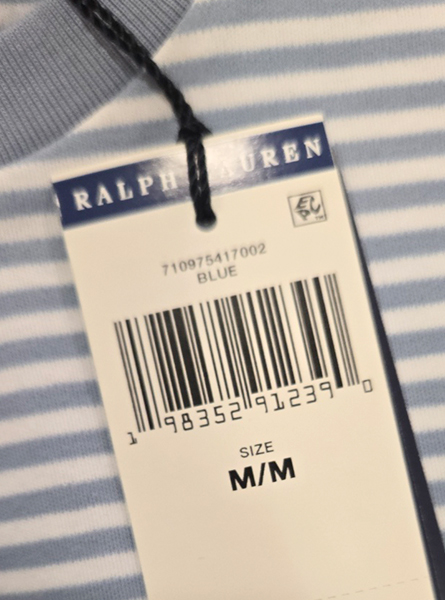 RALPH LAUREN
710975417002
BLUE
1 98352 91239 0
SIZE
M/M